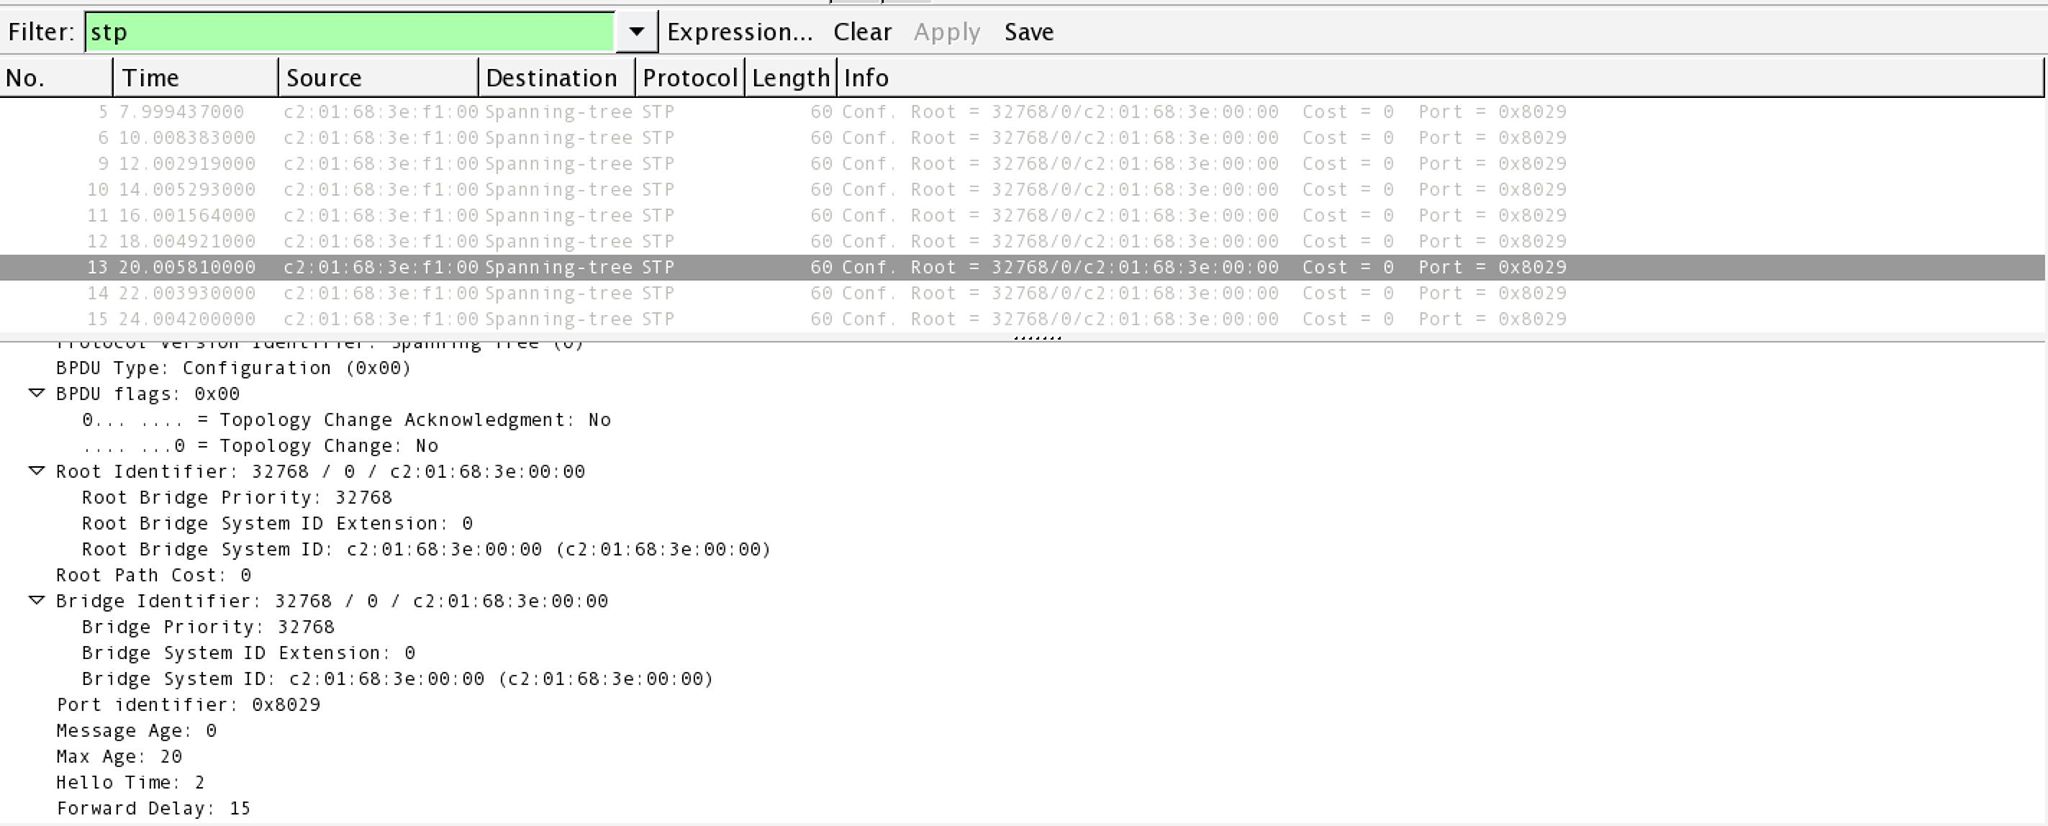 Filter: stp Expression... Clear Apply Save
No. Time Source Destination Protocol Length Info
5 7.999437000 c2:01:68:3e:f1:00 Spanning-tree STP 60 Conf. Root = 32768/0/c2:01:68:3e:00:00 Cost = 0 Port = 0x8029
6 10.008383000 c2:01:68:3e:f1:00 Spanning-tree STP 60 Conf. Root = 32768/0/c2:01:68:3e:00:00 Cost = 0 Port = 0x8029
9 12.002919000 c2:01:68:3e:f1:00 Spanning-tree STP 60 Conf. Root = 32768/0/c2:01:68:3e:00:00 Cost = 0 Port = 0x8029
10 14.005293000 c2:01:68:3e:f1:00 Spanning-tree STP 60 Conf. Root = 32768/0/c2:01:68:3e:00:00 Cost = 0 Port = 0x8029
11 16.001564000 c2:01:68:3e:f1:00 Spanning-tree STP 60 Conf. Root = 32768/0/c2:01:68:3e:00:00 Cost = 0 Port = 0x8029
12 18.004921000 c2:01:68:3e:f1:00 Spanning-tree STP 60 Conf. Root = 32768/0/c2:01:68:3e:00:00 Cost = 0 Port = 0x8029
13 20.005810000 c2:01:68:3e:f1:00 Spanning-tree STP 60 Conf. Root = 32768/0/c2:01:68:3e:00:00 Cost = 0 Port = 0x8029
14 22.003930000 c2:01:68:3e:f1:00 Spanning-tree STP 60 Conf. Root = 32768/0/c2:01:68:3e:00:00 Cost = 0 Port = 0x8029
15 24.004200000 c2:01:68:3e:f1:00 Spanning-tree STP 60 Conf. Root = 32768/0/c2:01:68:3e:00:00 Cost = 0 Port = 0x8029
Protocol Version Identifier: Spanning Tree (0)
BPDU Type: Configuration (0x00)
BPDU flags: 0x00
0... .... = Topology Change Acknowledgment: No
.... ...0 = Topology Change: No
Root Identifier: 32768 / 0 / c2:01:68:3e:00:00
Root Bridge Priority: 32768
Root Bridge System ID Extension: 0
Root Bridge System ID: c2:01:68:3e:00:00 (c2:01:68:3e:00:00)
Root Path Cost: 0
Bridge Identifier: 32768 / 0 / c2:01:68:3e:00:00
Bridge Priority: 32768
Bridge System ID Extension: 0
Bridge System ID: c2:01:68:3e:00:00 (c2:01:68:3e:00:00)
Port identifier: 0x8029
Message Age: 0
Max Age: 20
Hello Time: 2
Forward Delay: 15